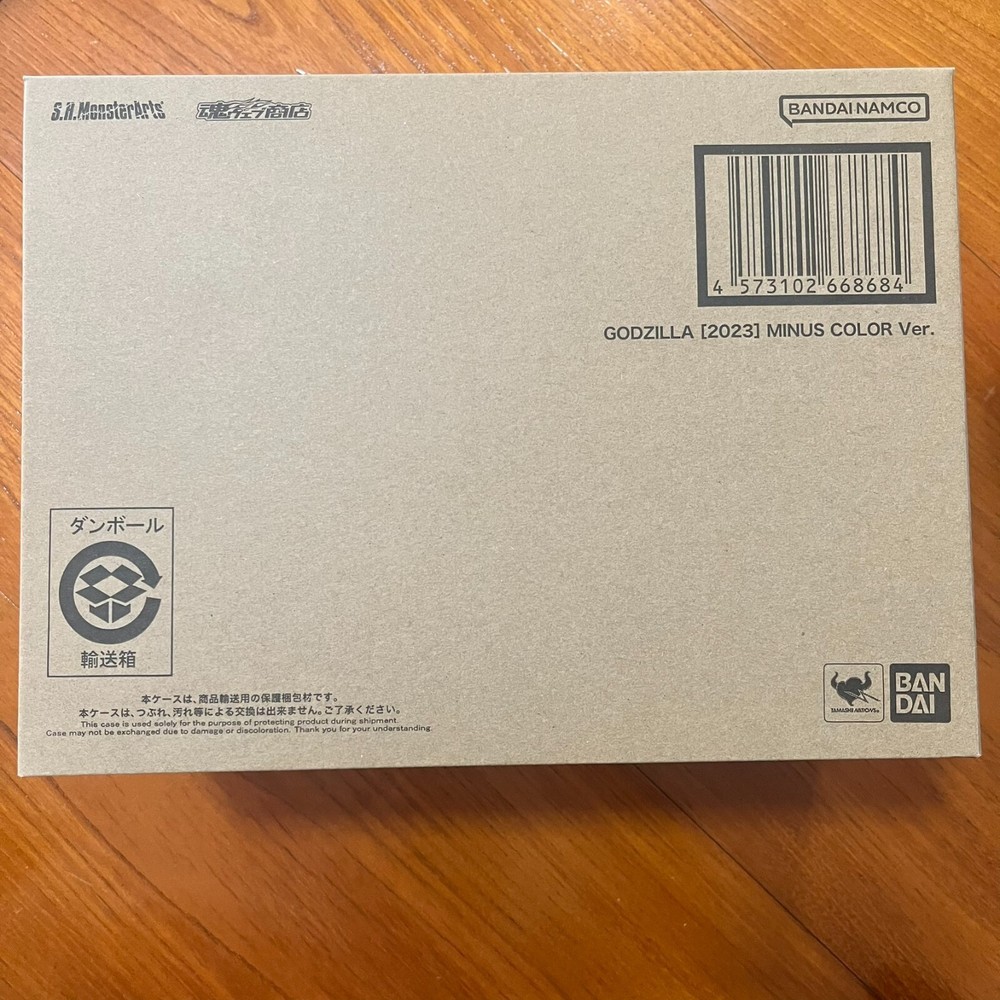 S.H.MonsterArts
魂ウェブ商店
BANDAI NAMCO
4 573102 668684
GODZILLA [2023] MINUS COLOR Ver.
ダンボール
輸送箱
本ケースは、商品輸送用の保護梱包材です。
本ケースは、つぶれ、汚れ等による交換は出来ません。ご了承ください。
This case is used solely for the purpose of protecting product during shipment.
Case may not be exchanged due to damage or discoloration. Thank you for your understanding.
TAMASHII NATIONS
BAN
DAI